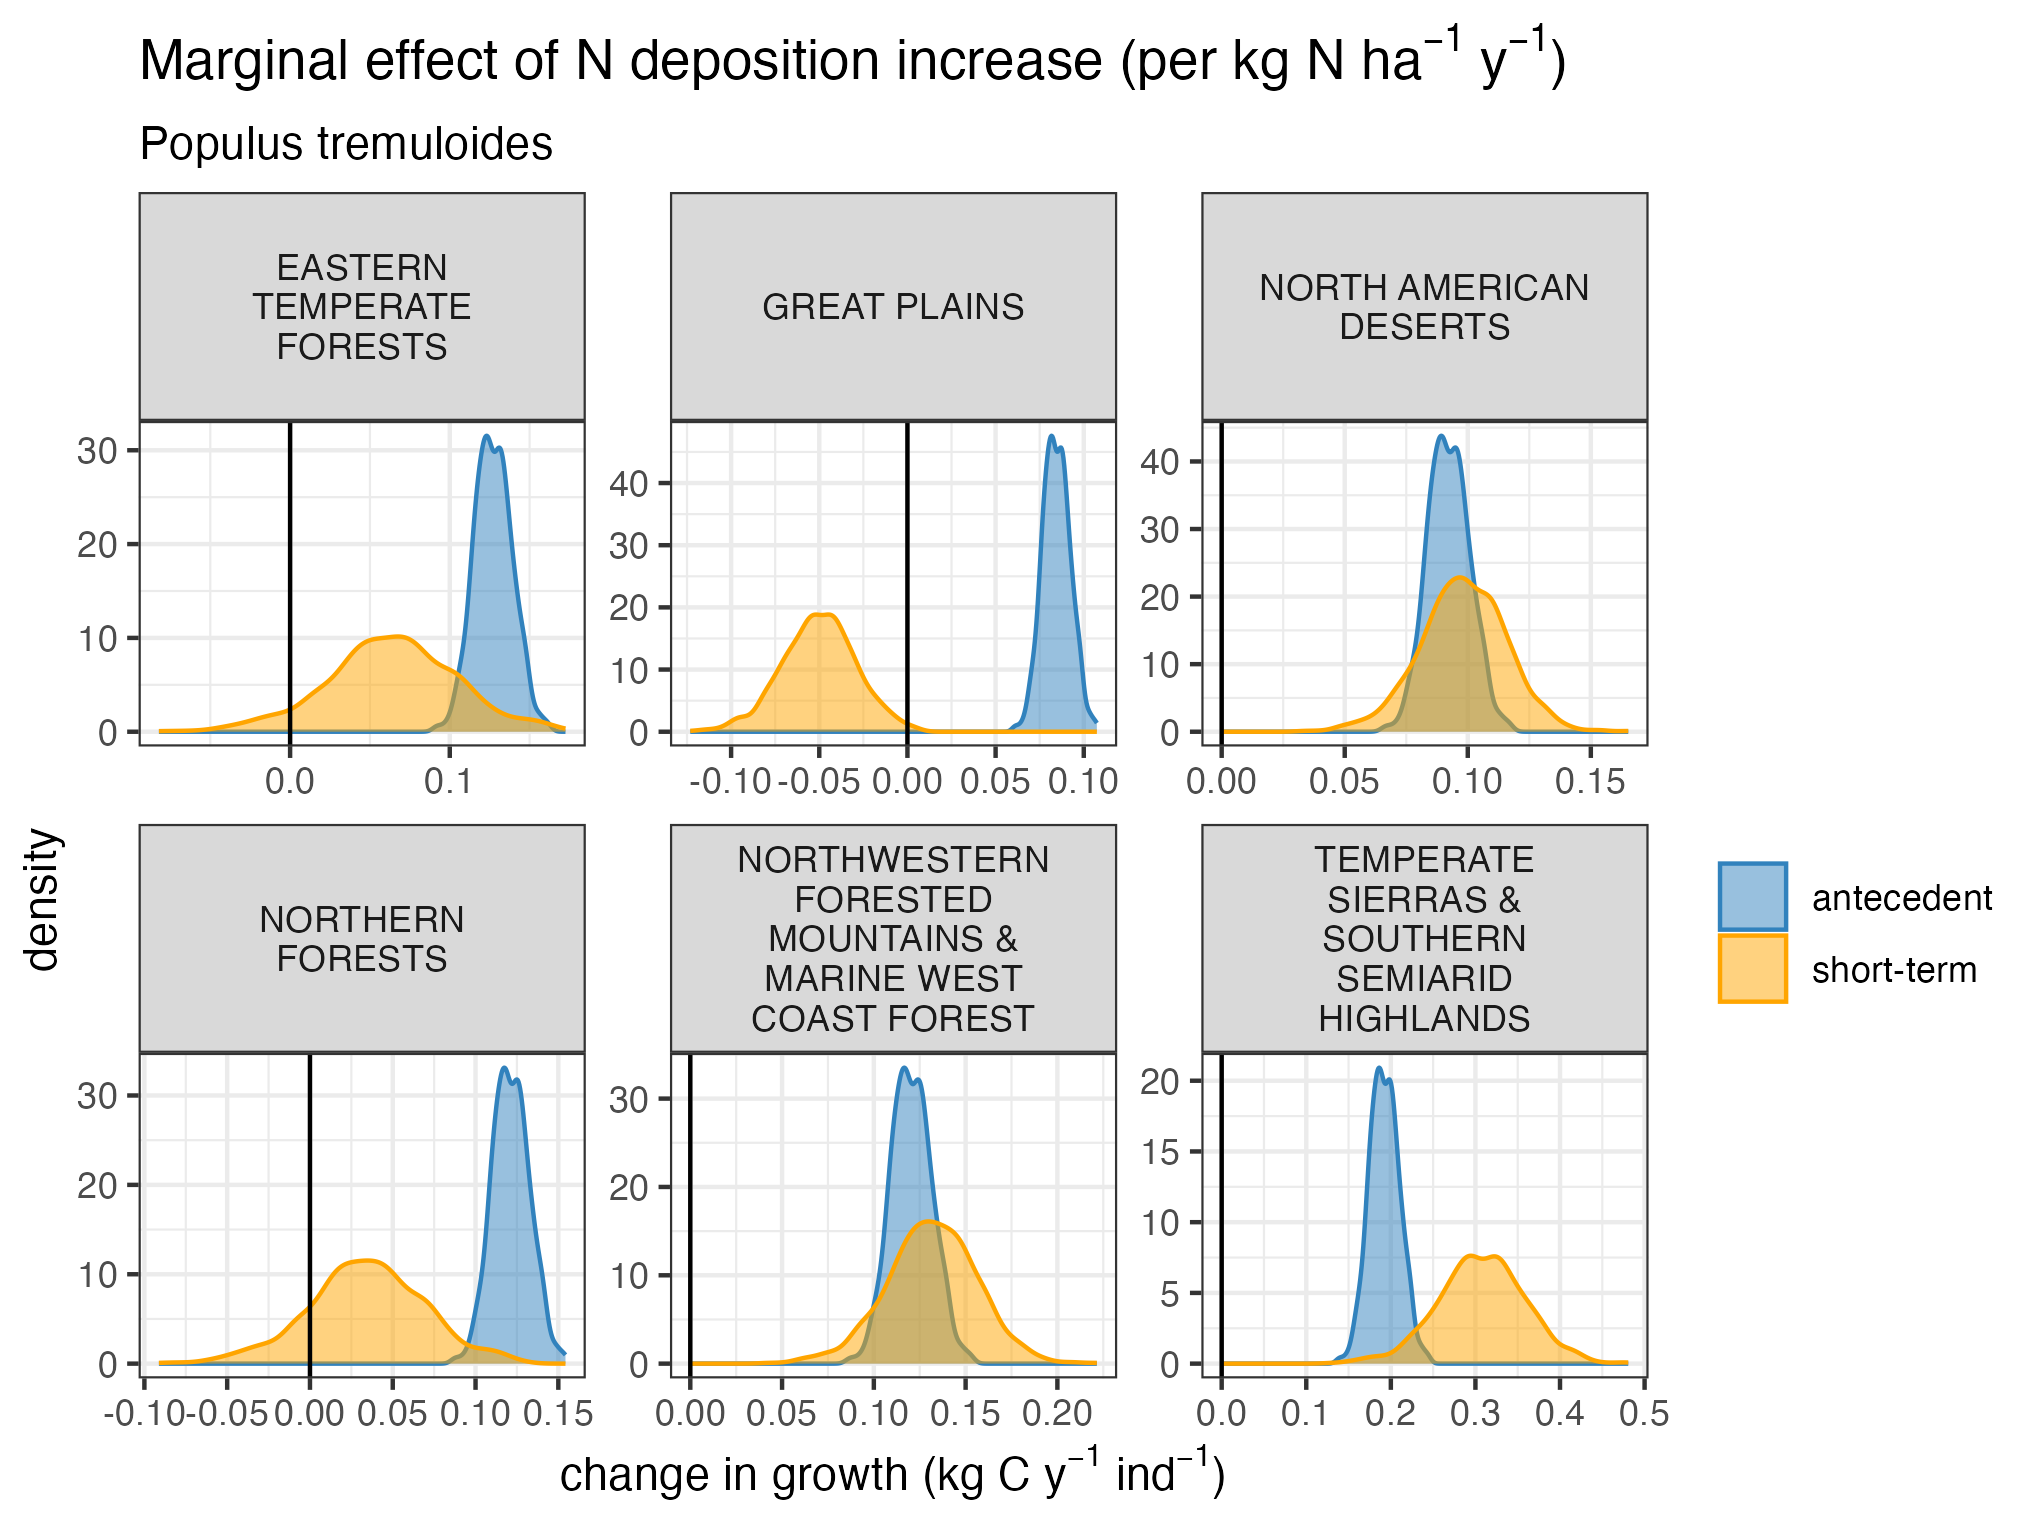 Marginal effect of N deposition increase (per kg N ha⁻¹ y⁻¹)
Populus tremuloides
EASTERN
TEMPERATE
FORESTS
GREAT PLAINS
NORTH AMERICAN
DESERTS
30
20
10
0
0.0 0.1
40
30
20
10
0
-0.10 -0.05 0.00 0.05 0.10
40
30
20
10
0
0.00 0.05 0.10 0.15
density
NORTHERN
FORESTS
NORTHWESTERN
FORESTED
MOUNTAINS &
MARINE WEST
COAST FOREST
TEMPERATE
SIERRAS &
SOUTHERN
SEMIARID
HIGHLANDS
30
20
10
0
-0.10 -0.05 0.00 0.05 0.10 0.15
30
20
10
0
0.00 0.05 0.10 0.15 0.20
20
15
10
5
0
0.0 0.1 0.2 0.3 0.4 0.5
change in growth (kg C y⁻¹ ind⁻¹)
antecedent
short-term